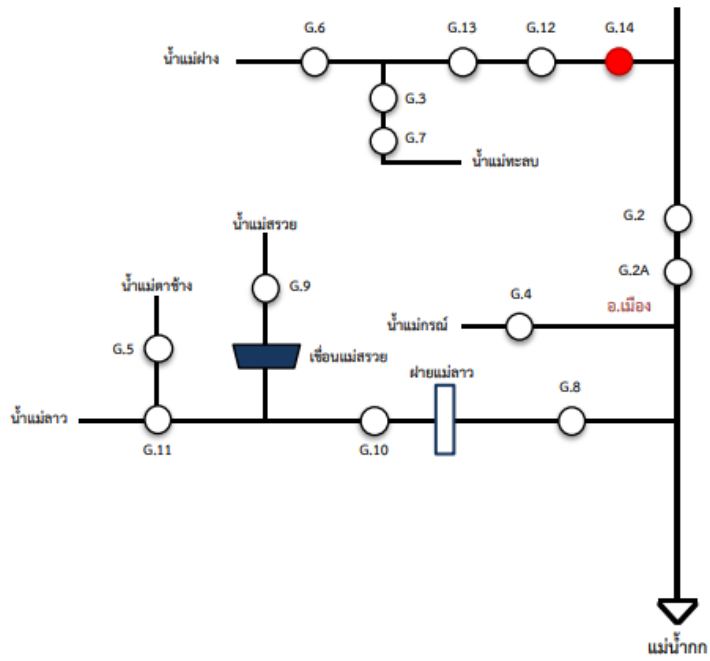 G.6
G.13
G.12
G.14
น้ำแม่ฝาง
G.3
G.7
น้ำแม่ทะลบ
G.2
น้ำแม่สรวย
G.2A
น้ำแม่ตาช้าง
G.9
G.4
อ.เมือง
น้ำแม่กรณ์
G.5
เขื่อนแม่สรวย
ฝายแม่ลาว
G.8
น้ำแม่ลาว
G.11
G.10
แม่น้ำกก